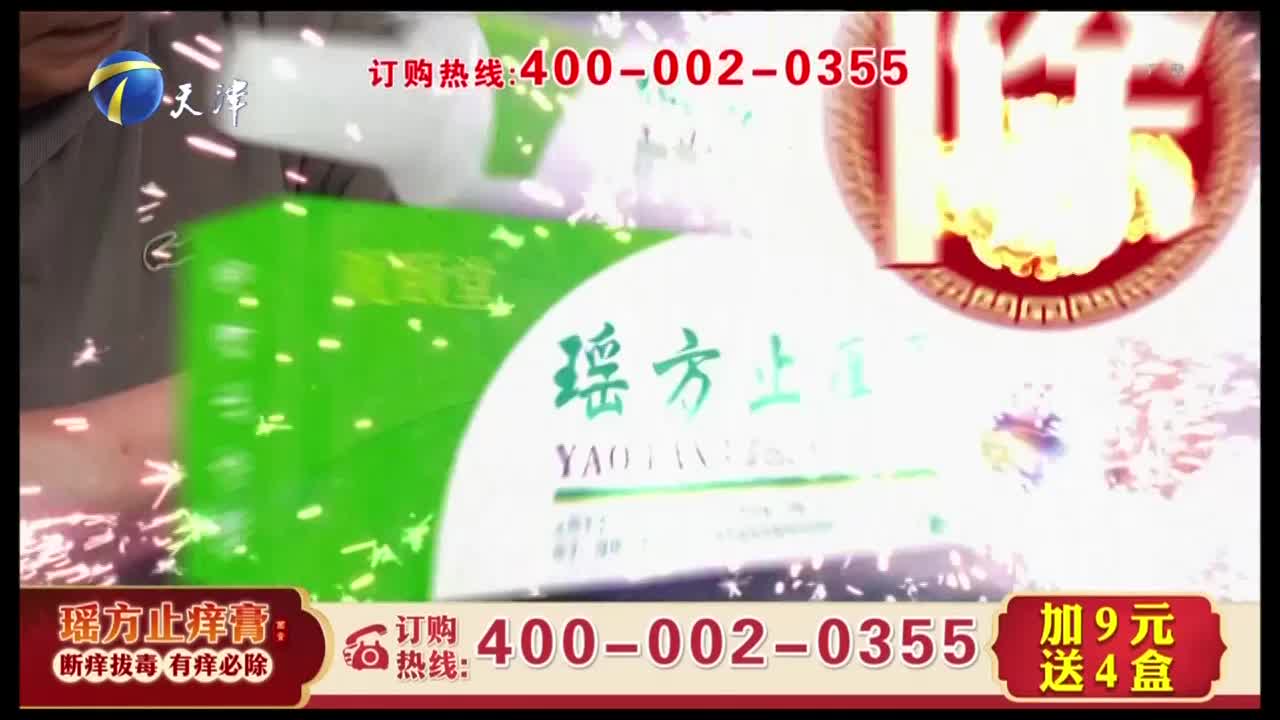 天津
订购热线:400-002-0355
除
瑶方止
瑶方止痒膏
断痒拔毒 有痒必除
订购
热线:
400-002-0355
加9元
送4盒